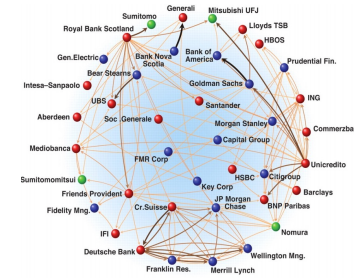 Generali
Sumitomo
Mitsubishi UFJ
Royal Bank Scotland
Lloyds TSB
HBOS
Bank Nova
Scotia
Bank of
America
Gen.Electric
Prudential Fin.
Bear Stearns
Goldman Sachs
Intesa-Sanpaolo
UBS
Santander
ING
Aberdeen
Soc .Generale
Morgan Stanley
Commerzba
Capital Group
Mediobanca
FMR Corp
Unicredito
HSBC
Citigroup
Sumitomomitsui
Key Corp
Friends Provident
Barclays
BNP Paribas
Fidelity Mng.
Cr.Suisse
JP Morgan
Chase
IFI
Nomura
Deutsche Bank
Wellington Mng.
Franklin Res.
Merrill Lynch